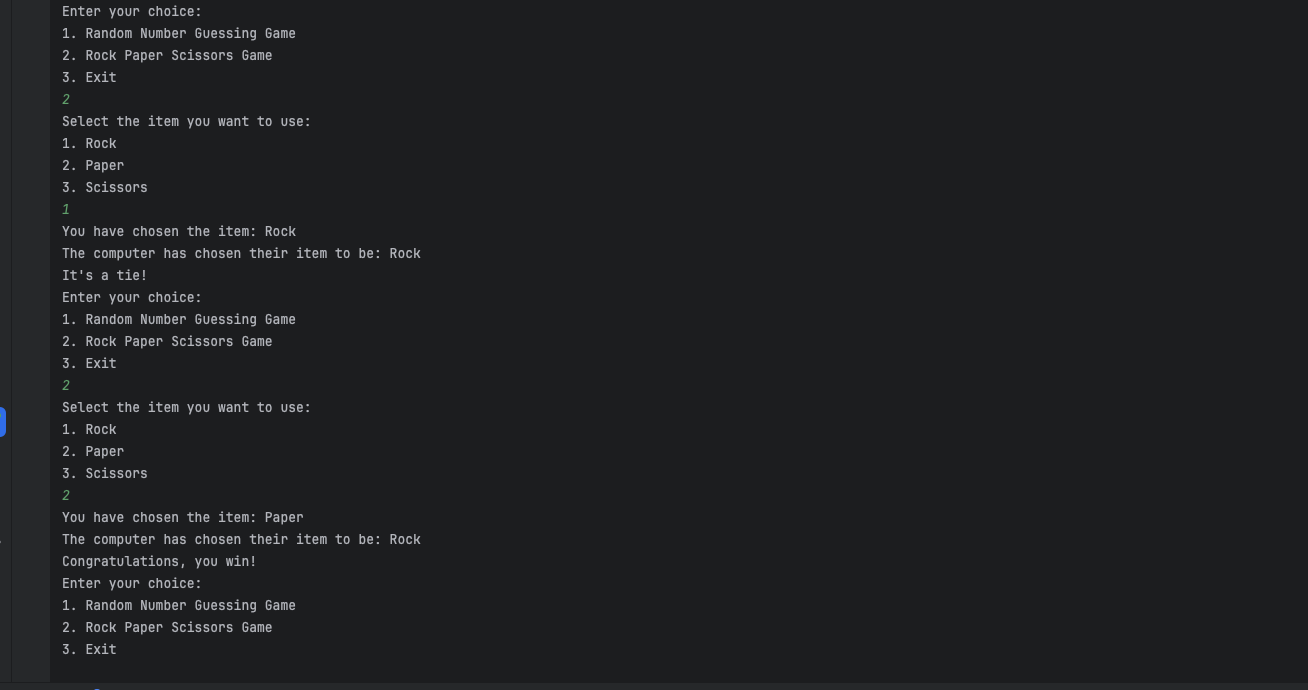 Enter your choice:
1. Random Number Guessing Game
2. Rock Paper Scissors Game
3. Exit
2
Select the item you want to use:
1. Rock
2. Paper
3. Scissors
1
You have chosen the item: Rock
The computer has chosen their item to be: Rock
It's a tie!
Enter your choice:
1. Random Number Guessing Game
2. Rock Paper Scissors Game
3. Exit
2
Select the item you want to use:
1. Rock
2. Paper
3. Scissors
2
You have chosen the item: Paper
The computer has chosen their item to be: Rock
Congratulations, you win!
Enter your choice:
1. Random Number Guessing Game
2. Rock Paper Scissors Game
3. Exit